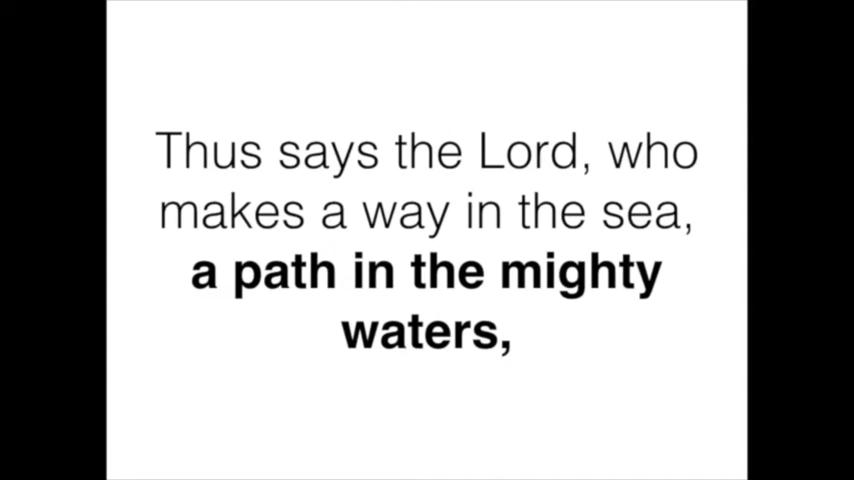 Thus says the Lord, who
makes a way in the sea,
a path in the mighty
waters,